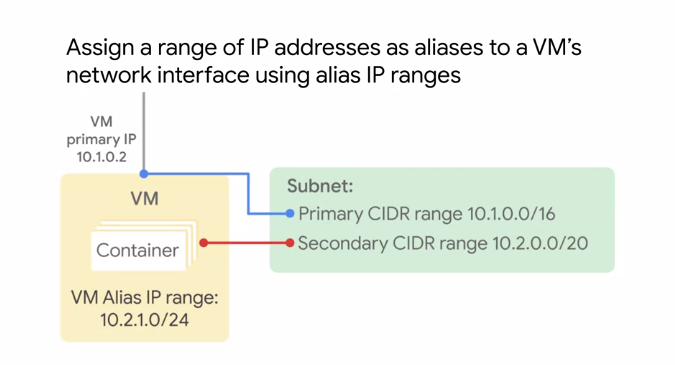 Assign a range of IP addresses as aliases to a VM's
network interface using alias IP ranges
VM
primary IP
10.1.0.2
VM
Container
VM Alias IP range:
10.2.1.0/24
Subnet:
Primary CIDR range 10.1.0.0/16
Secondary CIDR range 10.2.0.0/20